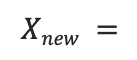 X_new =